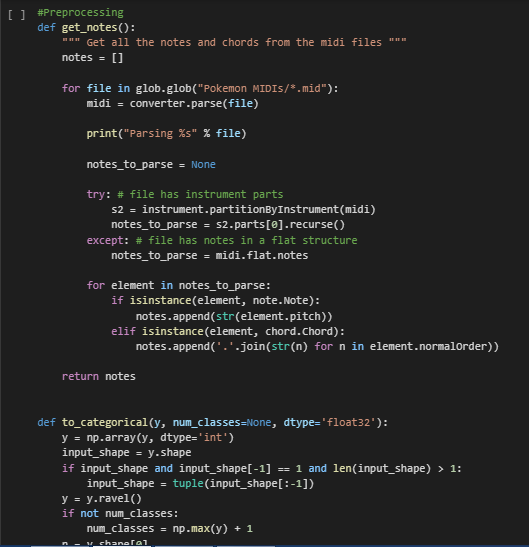 [ ] #Preprocessing
def get_notes():
    """ Get all the notes and chords from the midi files """
    notes = []

    for file in glob.glob("Pokemon MIDIs/*.mid"):
        midi = converter.parse(file)

        print("Parsing %s" % file)

        notes_to_parse = None

        try: # file has instrument parts
            s2 = instrument.partitionByInstrument(midi)
            notes_to_parse = s2.parts[0].recurse()
        except: # file has notes in a flat structure
            notes_to_parse = midi.flat.notes

        for element in notes_to_parse:
            if isinstance(element, note.Note):
                notes.append(str(element.pitch))
            elif isinstance(element, chord.Chord):
                notes.append('.'.join(str(n) for n in element.normalOrder))

    return notes


def to_categorical(y, num_classes=None, dtype='float32'):
    y = np.array(y, dtype='int')
    input_shape = y.shape
    if input_shape and input_shape[-1] == 1 and len(input_shape) > 1:
        input_shape = tuple(input_shape[:-1])
    y = y.ravel()
    if not num_classes:
        num_classes = np.max(y) + 1
    n = y.shape[0]